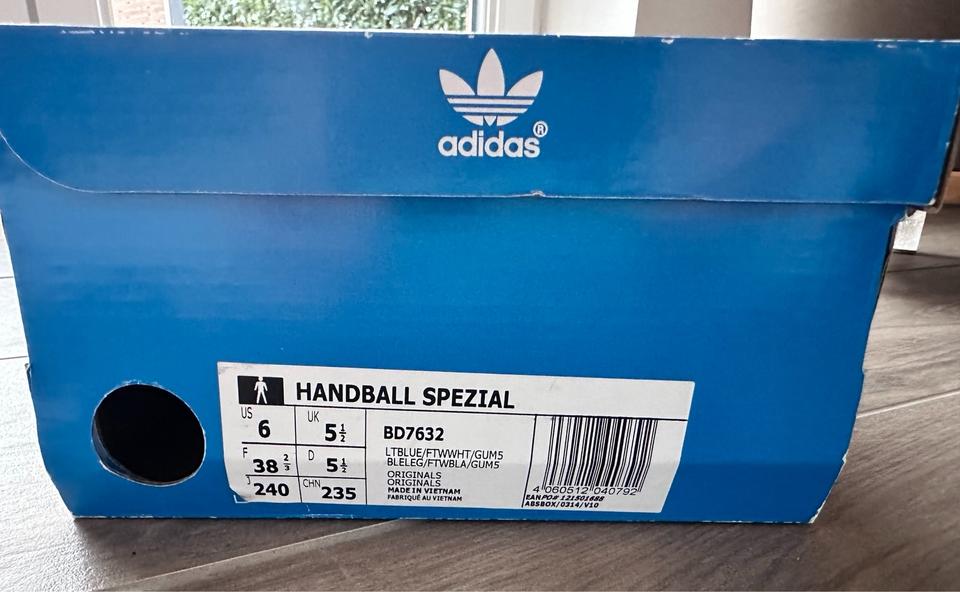 adidas®
HANDBALL SPEZIAL
US 6 UK 5½
F 38 ⅔ D 5½
J 240 CHN 235
BD7632
LTBLUE/FTWWHT/GUM5
BLELEG/FTWBLA/GUM5
ORIGINALS
ORIGINALS
MADE IN VIETNAM
FABRIQUÉ AU VIETNAM
4 060512 040792
EAN PO# 121501688
ABSBOX/0314/V10